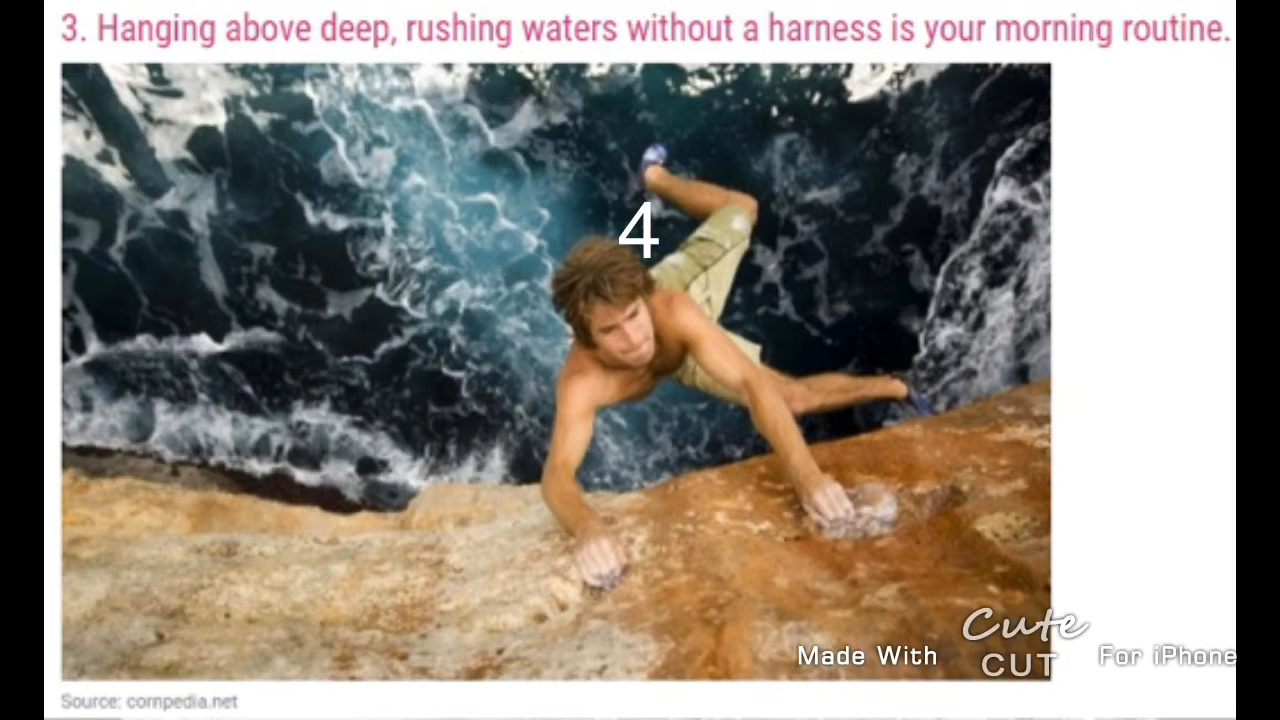 3. Hanging above deep, rushing waters without a harness is your morning routine.
4
Made With Cute CUT For iPhone
Source: cornpedia.net